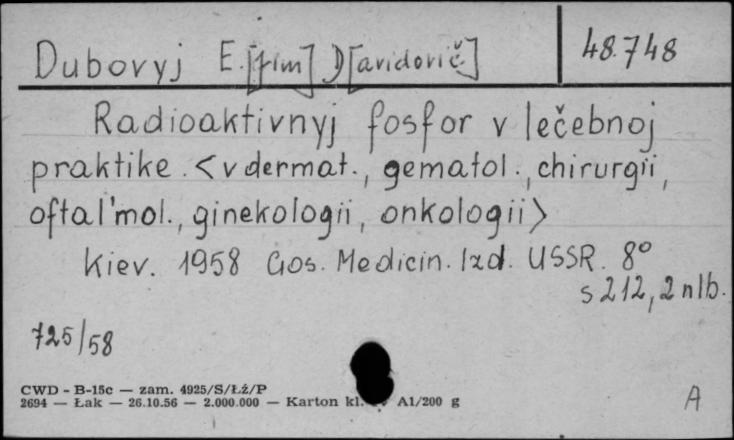 Dubovyj E.[fim] D[avidovič] 48.748
Radioaktivnyj fosfor v lečebnoj
praktike. <v dermat., gematol., chirurgii,
oftal'mol., ginekologii, onkologii>
Kiev. 1958 Gos. Medicin. Izd. USSR. 8°
s 212, 2 nlb.
725/58
CWD - B-15c — zam. 4925/S/Łź/P
2694 — Łak — 26.10.56 — 2.000.000 — Karton kl. A1/200 g
A